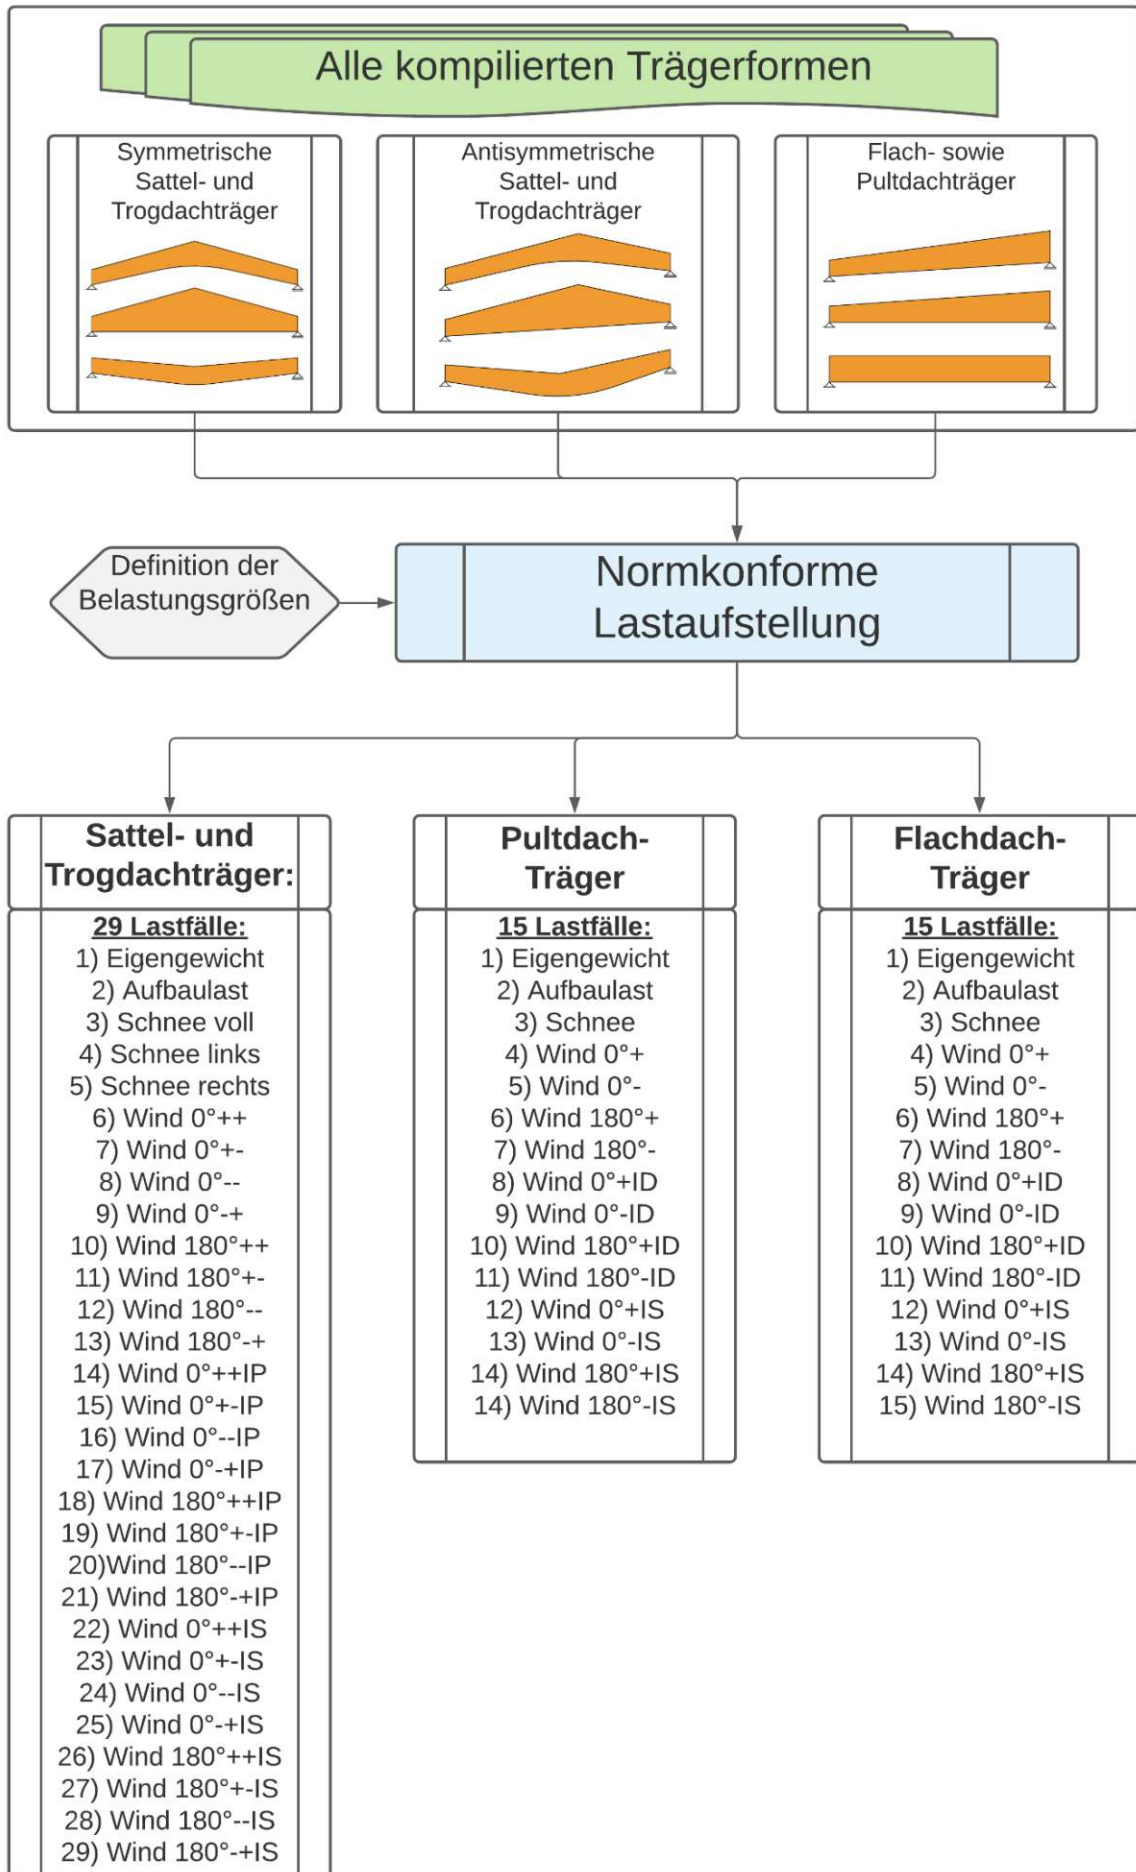 Alle kompilierten Trägerformen
Symmetrische
Sattel- und
Trogdachträger
Antisymmetrische
Sattel- und
Trogdachträger
Flach- sowie
Pultdachträger
Definition der
Belastungsgrößen
Normkonforme
Lastaufstellung
Sattel- und
Trogdachträger:
29 Lastfälle:
1) Eigengewicht
2) Aufbaulast
3) Schnee voll
4) Schnee links
5) Schnee rechts
6) Wind 0°++
7) Wind 0°+-
8) Wind 0°--
9) Wind 0°-+
10) Wind 180°++
11) Wind 180°+-
12) Wind 180°--
13) Wind 180°-+
14) Wind 0°++IP
15) Wind 0°+-IP
16) Wind 0°--IP
17) Wind 0°-+IP
18) Wind 180°++IP
19) Wind 180°+-IP
20)Wind 180°--IP
21) Wind 180°-+IP
22) Wind 0°++IS
23) Wind 0°+-IS
24) Wind 0°--IS
25) Wind 0°-+IS
26) Wind 180°++IS
27) Wind 180°+-IS
28) Wind 180°--IS
29) Wind 180°-+IS
Pultdach-
Träger
15 Lastfälle:
1) Eigengewicht
2) Aufbaulast
3) Schnee
4) Wind 0°+
5) Wind 0°-
6) Wind 180°+
7) Wind 180°-
8) Wind 0°+ID
9) Wind 0°-ID
10) Wind 180°+ID
11) Wind 180°-ID
12) Wind 0°+IS
13) Wind 0°-IS
14) Wind 180°+IS
14) Wind 180°-IS
Flachdach-
Träger
15 Lastfälle:
1) Eigengewicht
2) Aufbaulast
3) Schnee
4) Wind 0°+
5) Wind 0°-
6) Wind 180°+
7) Wind 180°-
8) Wind 0°+ID
9) Wind 0°-ID
10) Wind 180°+ID
11) Wind 180°-ID
12) Wind 0°+IS
13) Wind 0°-IS
14) Wind 180°+IS
15) Wind 180°-IS